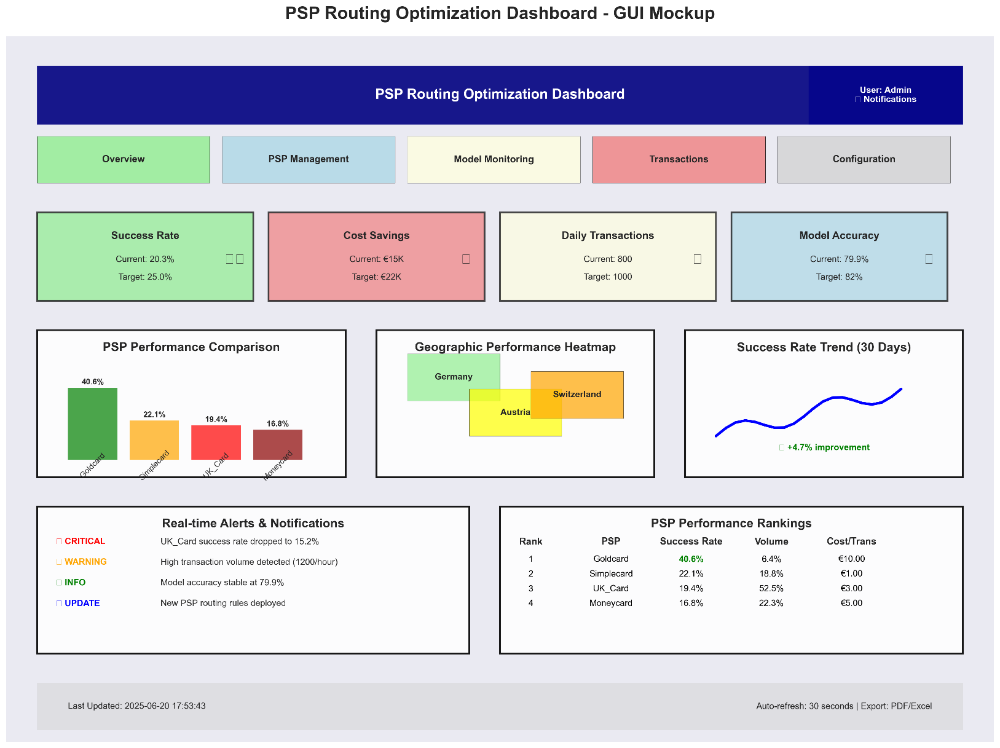 PSP Routing Optimization Dashboard - GUI Mockup
PSP Routing Optimization Dashboard
User: Admin
Notifications
Overview
PSP Management
Model Monitoring
Transactions
Configuration
Success Rate
Current: 20.3%
Target: 25.0%
Cost Savings
Current: €15K
Target: €22K
Daily Transactions
Current: 800
Target: 1000
Model Accuracy
Current: 79.9%
Target: 82%
PSP Performance Comparison
40.6%
22.1%
19.4%
16.8%
Goldcard
Simplecard
UK_Card
Moneycard
Geographic Performance Heatmap
Germany
Switzerland
Austria
Success Rate Trend (30 Days)
+4.7% improvement
Real-time Alerts & Notifications
CRITICAL UK_Card success rate dropped to 15.2%
WARNING High transaction volume detected (1200/hour)
INFO Model accuracy stable at 79.9%
UPDATE New PSP routing rules deployed
PSP Performance Rankings
Rank PSP Success Rate Volume Cost/Trans
1 Goldcard 40.6% 6.4% €10.00
2 Simplecard 22.1% 18.8% €1.00
3 UK_Card 19.4% 52.5% €3.00
4 Moneycard 16.8% 22.3% €5.00
Last Updated: 2025-06-20 17:53:43
Auto-refresh: 30 seconds | Export: PDF/Excel